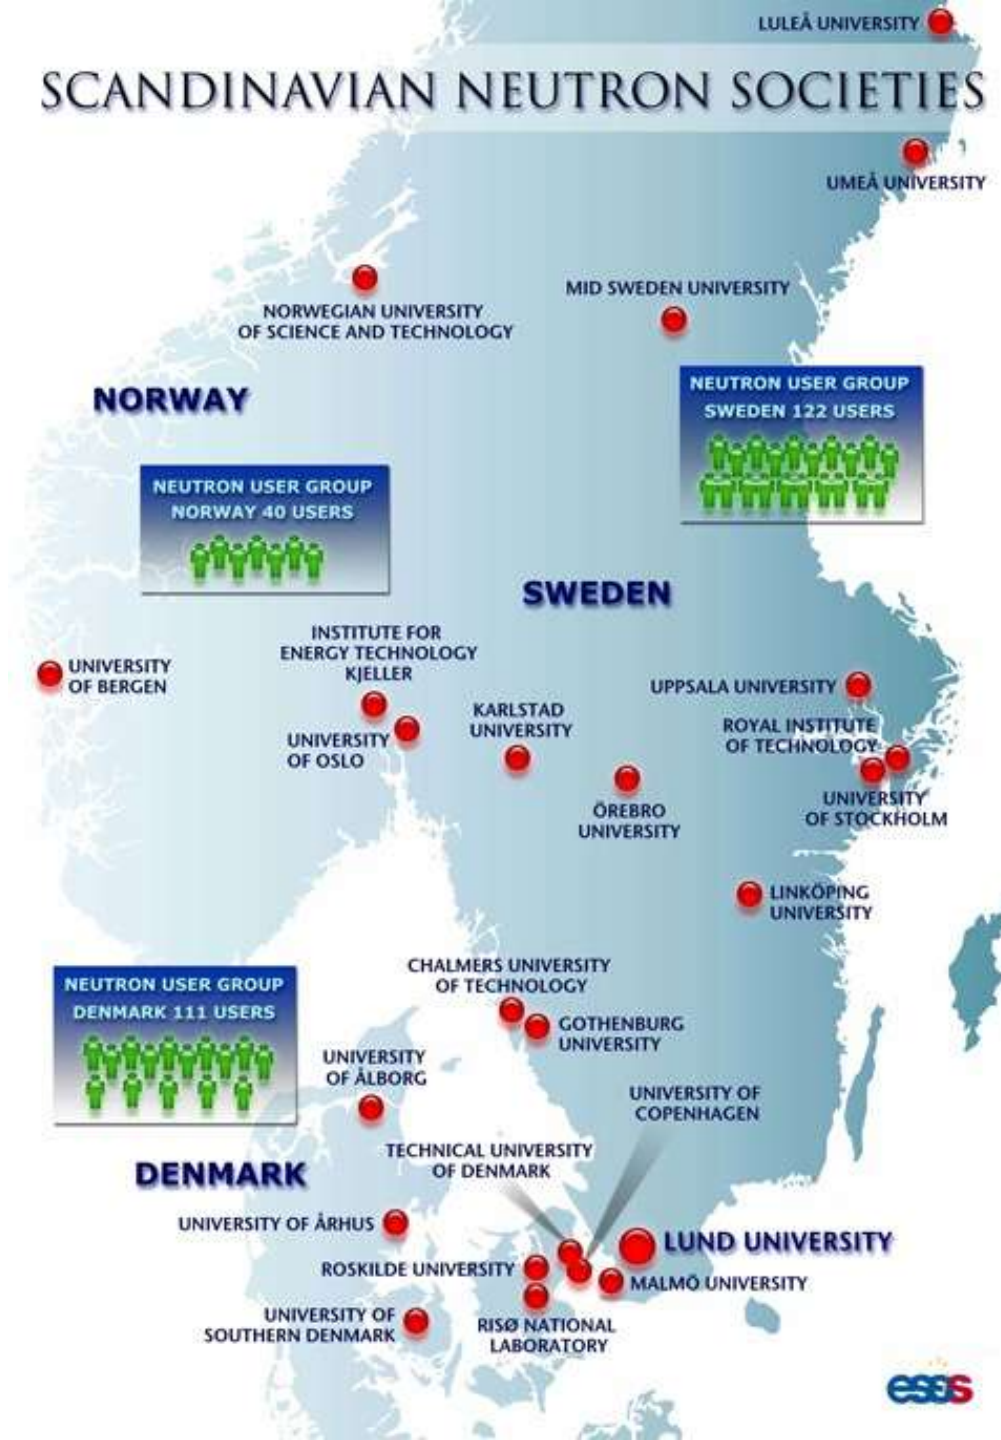 LULEÅ UNIVERSITY
SCANDINAVIAN NEUTRON SOCIETIES
UMEÅ UNIVERSITY
MID SWEDEN UNIVERSITY
NORWEGIAN UNIVERSITY
OF SCIENCE AND TECHNOLOGY
NORWAY
NEUTRON USER GROUP
SWEDEN 122 USERS
NEUTRON USER GROUP
NORWAY 40 USERS
SWEDEN
INSTITUTE FOR
ENERGY TECHNOLOGY
KJELLER
UNIVERSITY
OF BERGEN
UPPSALA UNIVERSITY
KARLSTAD
UNIVERSITY
ROYAL INSTITUTE
OF TECHNOLOGY
UNIVERSITY
OF OSLO
ÖREBRO
UNIVERSITY
UNIVERSITY
OF STOCKHOLM
LINKÖPING
UNIVERSITY
CHALMERS UNIVERSITY
OF TECHNOLOGY
NEUTRON USER GROUP
DENMARK 111 USERS
GOTHENBURG
UNIVERSITY
UNIVERSITY
OF ÅLBORG
UNIVERSITY OF
COPENHAGEN
TECHNICAL UNIVERSITY
OF DENMARK
DENMARK
UNIVERSITY OF ÅRHUS
LUND UNIVERSITY
ROSKILDE UNIVERSITY
MALMÖ UNIVERSITY
UNIVERSITY OF
SOUTHERN DENMARK
RISØ NATIONAL
LABORATORY